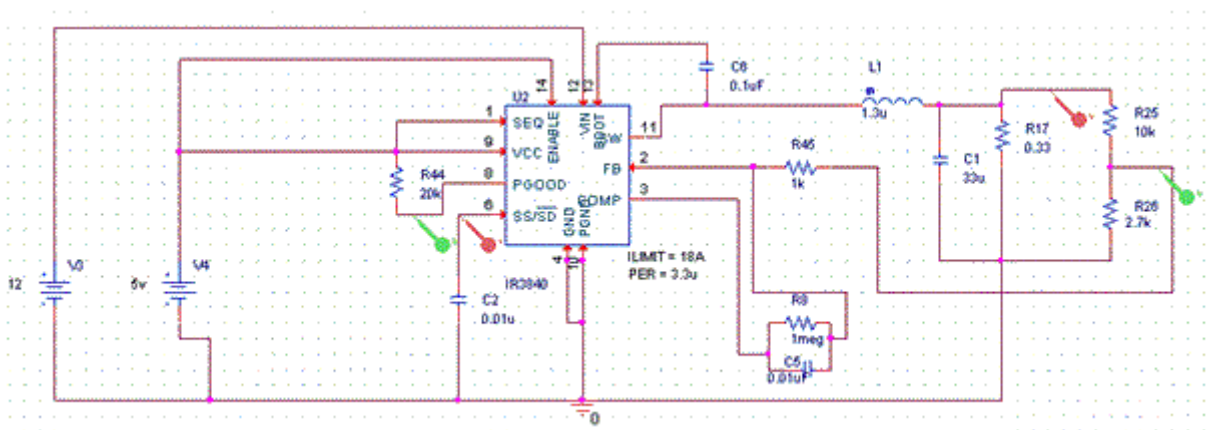 14
12
13
C6
0.1uF
L1
1.3u
U2
1
SEQ
ENABLE
VIN
BOOT
11
R25
10k
R17
0.33
9
VCC
2
FB
R45
1k
C1
33u
R44
20k
8
PGOOD
3
COMP
6
SS/SD
GND
PGND
R26
2.7k
4
10
ILIMIT = 18A
PER = 3.3u
12
V3
5v
V4
IR3840
C2
0.01u
1meg
C5
0.01uF
0